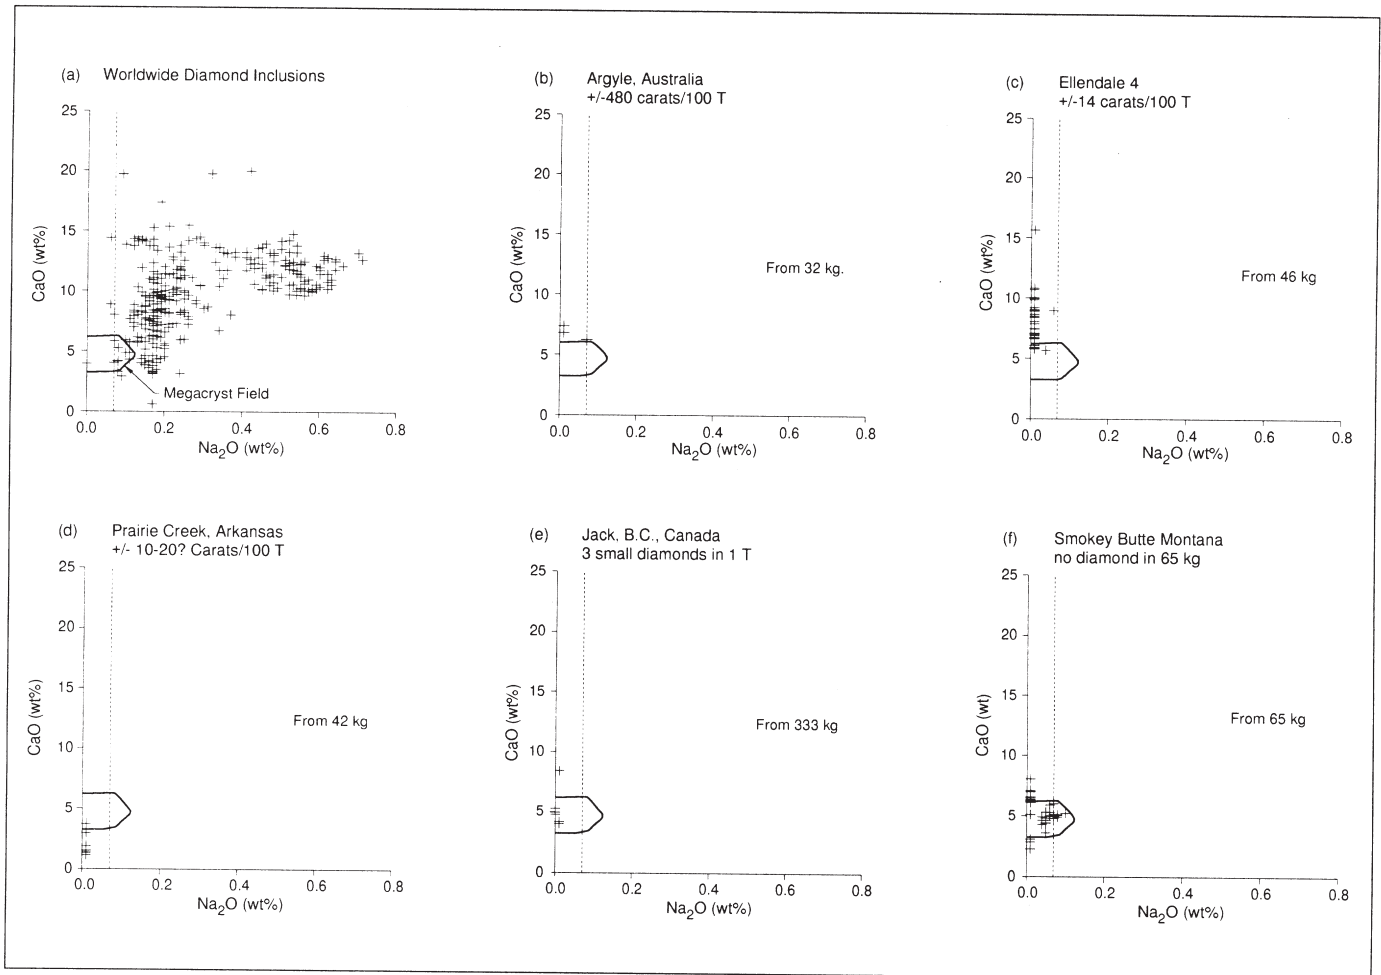 (a) Worldwide Diamond Inclusions
25
20
15
10
5
0
CaO (wt%)
Megacryst Field
0.0 0.2 0.4 0.6 0.8
Na2O (wt%)
(b) Argyle, Australia
+/-480 carats/100 T
25
20
15
10
5
0
CaO (wt%)
From 32 kg.
0.0 0.2 0.4 0.6 0.8
Na2O (wt%)
(c) Ellendale 4
+/-14 carats/100 T
25
20
15
10
5
0
CaO (wt%)
From 46 kg
0.0 0.2 0.4 0.6 0.8
Na2O (wt%)
(d) Prairie Creek, Arkansas
+/- 10-20? Carats/100 T
25
20
15
10
5
0
CaO (wt%)
From 42 kg
0.0 0.2 0.4 0.6 0.8
Na2O (wt%)
(e) Jack, B.C., Canada
3 small diamonds in 1 T
25
20
15
10
5
0
CaO (wt%)
From 333 kg
0.0 0.2 0.4 0.6 0.8
Na2O (wt%)
(f) Smokey Butte Montana
no diamond in 65 kg
25
20
15
10
5
0
CaO (wt)
From 65 kg
0.0 0.2 0.4 0.6 0.8
Na2O (wt%)